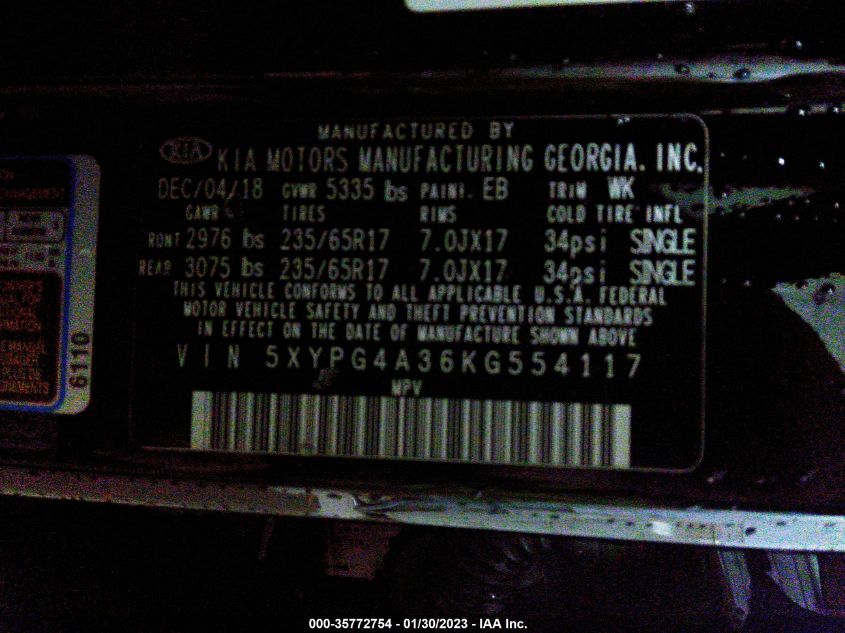 MANUFACTURED BY
KIA KIA MOTORS MANUFACTURING GEORGIA. INC.
DEC/04/18 GVWR 5335 lbs PAINT. EB TRIM WK
GAWR TIRES RIMS COLD TIRE INFL
RONT 2976 lbs 235/65R17 7.0JX17 34psi SINGLE
REAR 3075 lbs 235/65R17 7.0JX17 34psi SINGLE
THIS VEHICLE CONFORMS TO ALL APPLICABLE U.S.A. FEDERAL
MOTOR VEHICLE SAFETY AND THEFT PREVENTION STANDARDS
IN EFFECT ON THE DATE OF MANUFACTURE SHOWN ABOVE
VIN 5XYPG4A36KG554117
MPV
6110
000-35772754 - 01/30/2023 - IAA Inc.